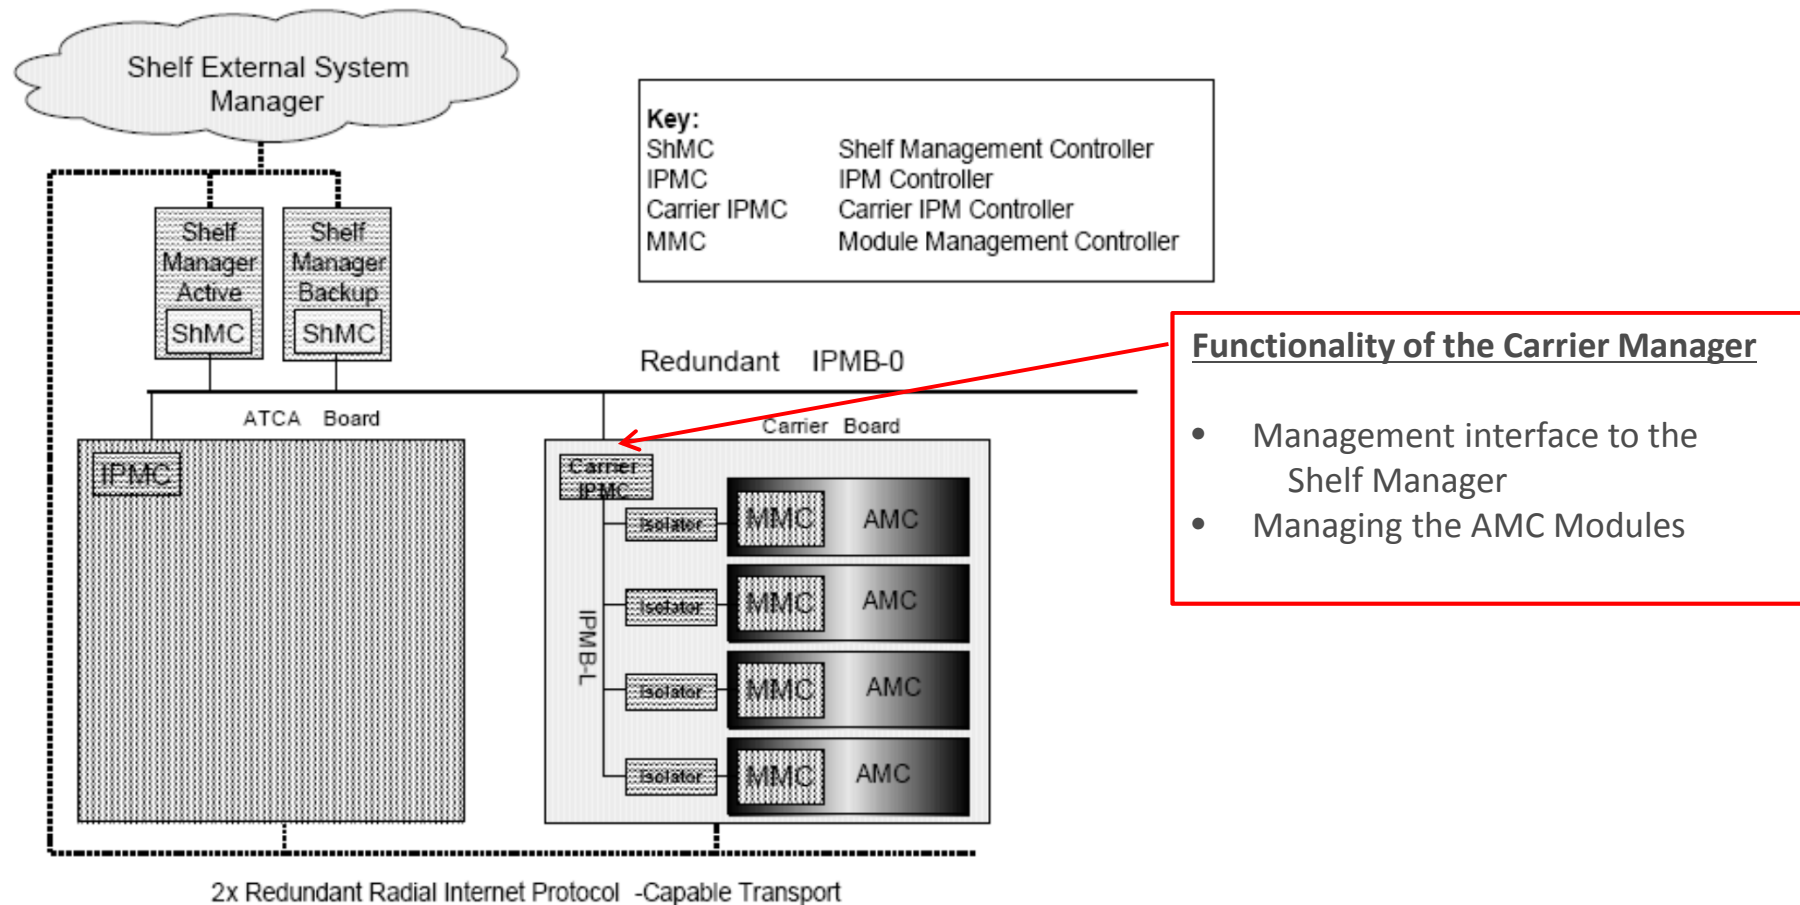 Shelf External System
Manager
Key:
ShMC Shelf Management Controller
IPMC IPM Controller
Carrier IPMC Carrier IPM Controller
MMC Module Management Controller
Shelf
Manager
Active
ShMC
Shelf
Manager
Backup
ShMC
Redundant IPMB-0
Functionality of the Carrier Manager
• Management interface to the
Shelf Manager
• Managing the AMC Modules
ATCA Board
IPMC
Carrier Board
Carrier
IPMC
IPMB-L
Isolator
MMC
AMC
Isolator
MMC
AMC
Isolator
MMC
AMC
Isolator
MMC
AMC
2x Redundant Radial Internet Protocol -Capable Transport